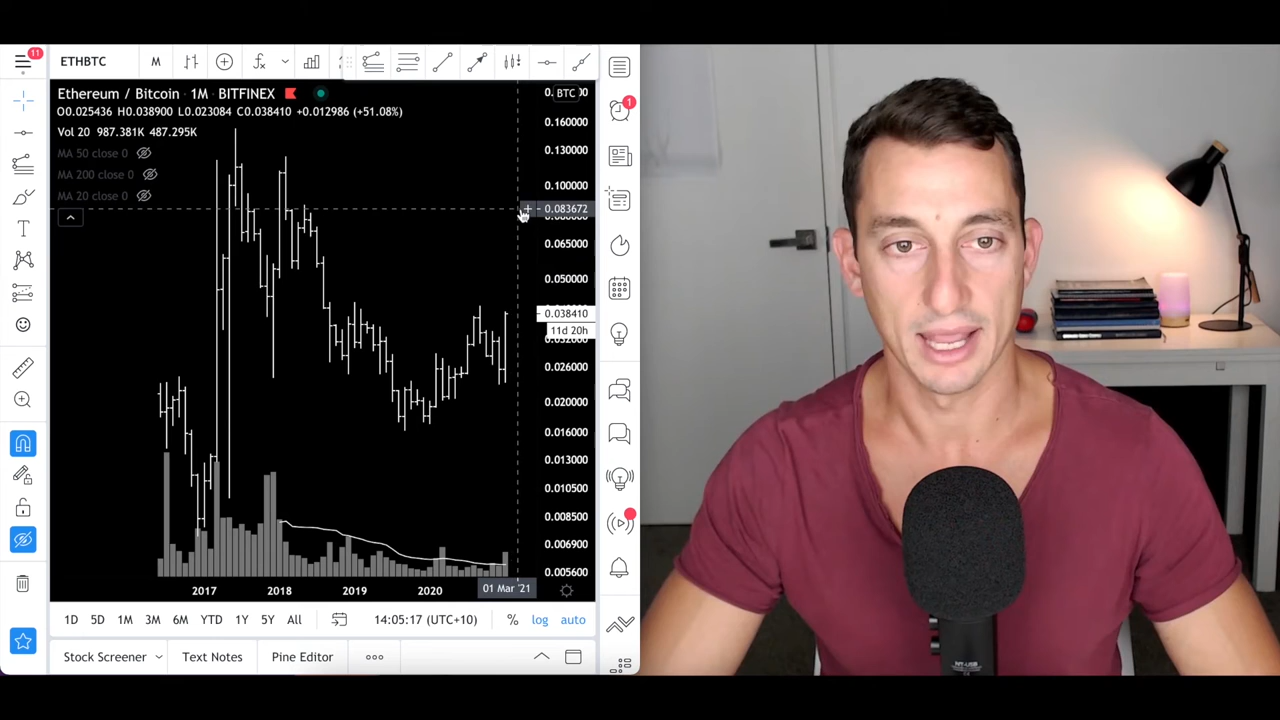 11
ETHBTC
M
Ethereum / Bitcoin · 1M · BITFINEX
BTC
O0.025436 H0.038900 L0.023084 C0.038410 +0.012986 (+51.08%)
Vol 20 987.381K 487.295K
MA 50 close 0
MA 200 close 0
MA 20 close 0
0.160000
0.130000
0.100000
0.083672
0.065000
0.050000
0.038410
11d 20h
0.026000
0.020000
0.016000
0.013000
0.010500
0.008500
0.006900
0.005600
2017
2018
2019
2020
01 Mar '21
1D
5D
1M
3M
6M
YTD
1Y
5Y
All
14:05:17 (UTC+10)
%
log
auto
Stock Screener
Text Notes
Pine Editor
1
NT-USB